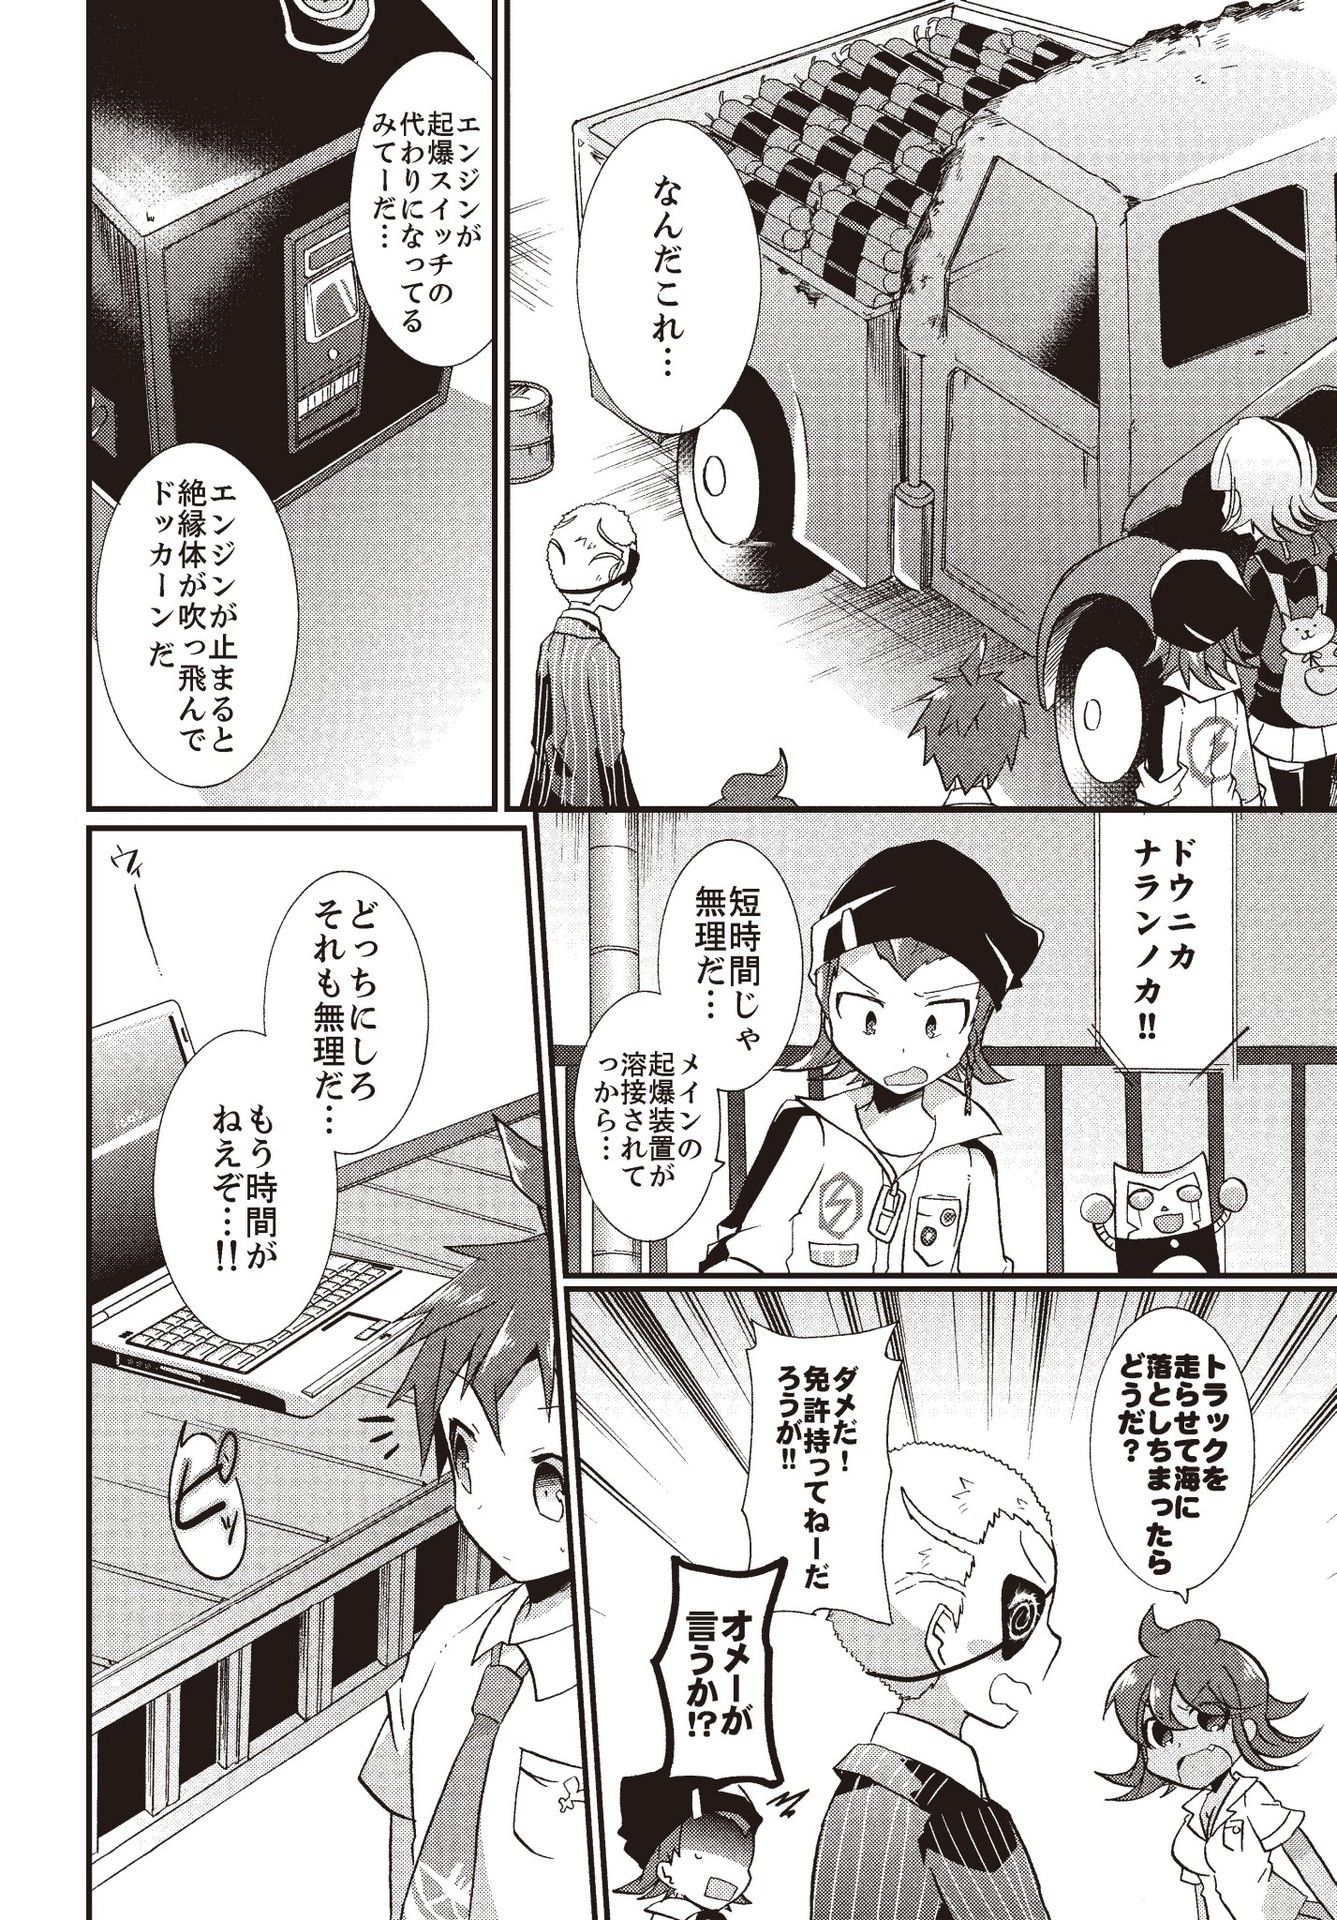 なんだこれ…
エンジンが
起爆スイッチの
代わりになってる
みてーだ…
エンジンが止まると
絶縁体が吹っ飛んで
ドッカーンだ
ドウニカ
ナランノカ!!
短時間じゃ
無理だ…
メインの
起爆装置が
溶接されて
っから…
トラックを
走らせて海に
落としちまったら
どうだ?
ダメだ!
免許持ってねーだ
ろうが!!
オメーが
言うか!?
どっちにしろ
それも無理だ…
もう時間が
ねえぞ…!!
ウィー
ピッ